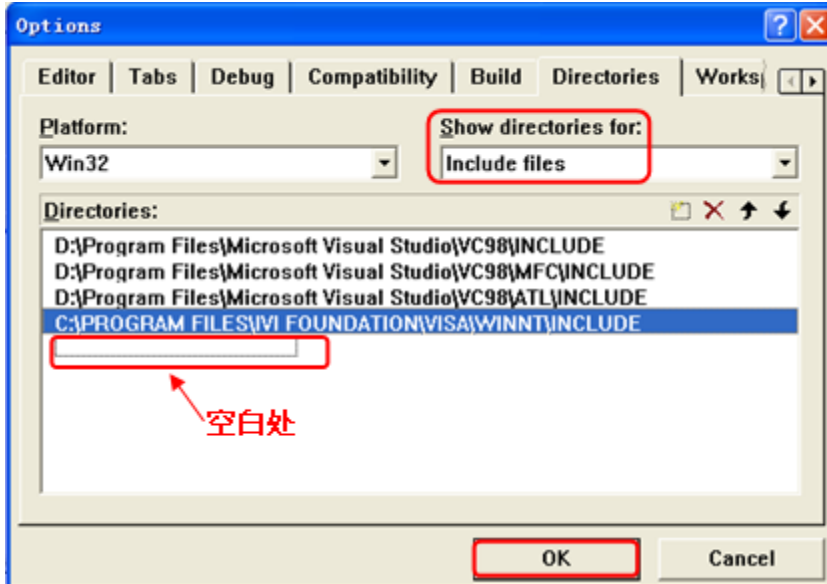 Options
Editor Tabs Debug Compatibility Build Directories Works
Platform: Show directories for:
Win32 Include files
Directories:
D:\Program Files\Microsoft Visual Studio\VC98\INCLUDE
D:\Program Files\Microsoft Visual Studio\VC98\MFC\INCLUDE
D:\Program Files\Microsoft Visual Studio\VC98\ATL\INCLUDE
C:\PROGRAM FILES\IVI FOUNDATION\VISA\WINNT\INCLUDE
空白处
OK Cancel